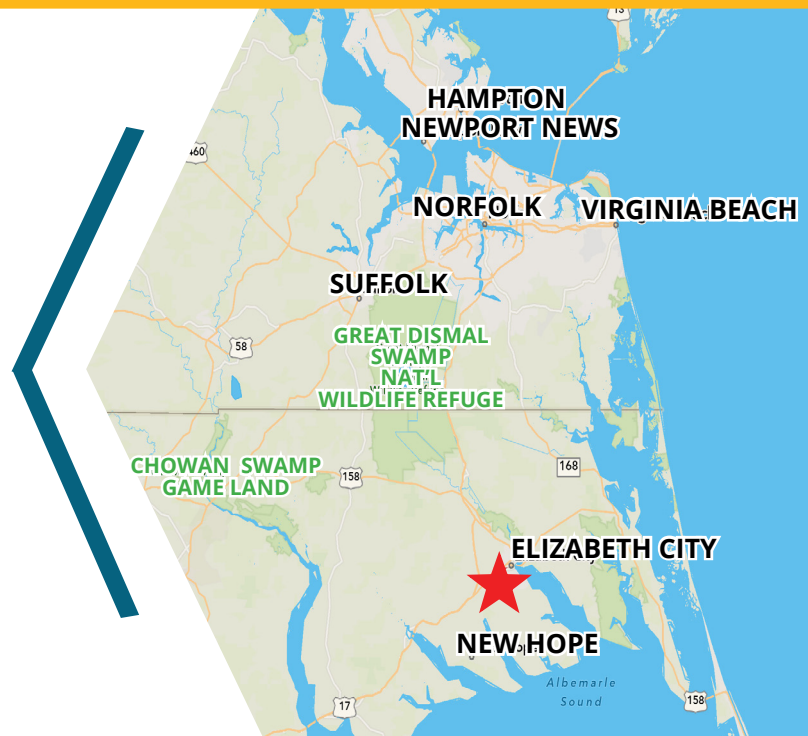 13
HAMPTON
NEWPORT NEWS
460
NORFOLK
VIRGINIA BEACH
SUFFOLK
GREAT DISMAL
SWAMP
NAT'L
WILDLIFE REFUGE
58
CHOWAN SWAMP
GAME LAND
158
168
ELIZABETH CITY
NEW HOPE
Albemarle
Sound
17
158